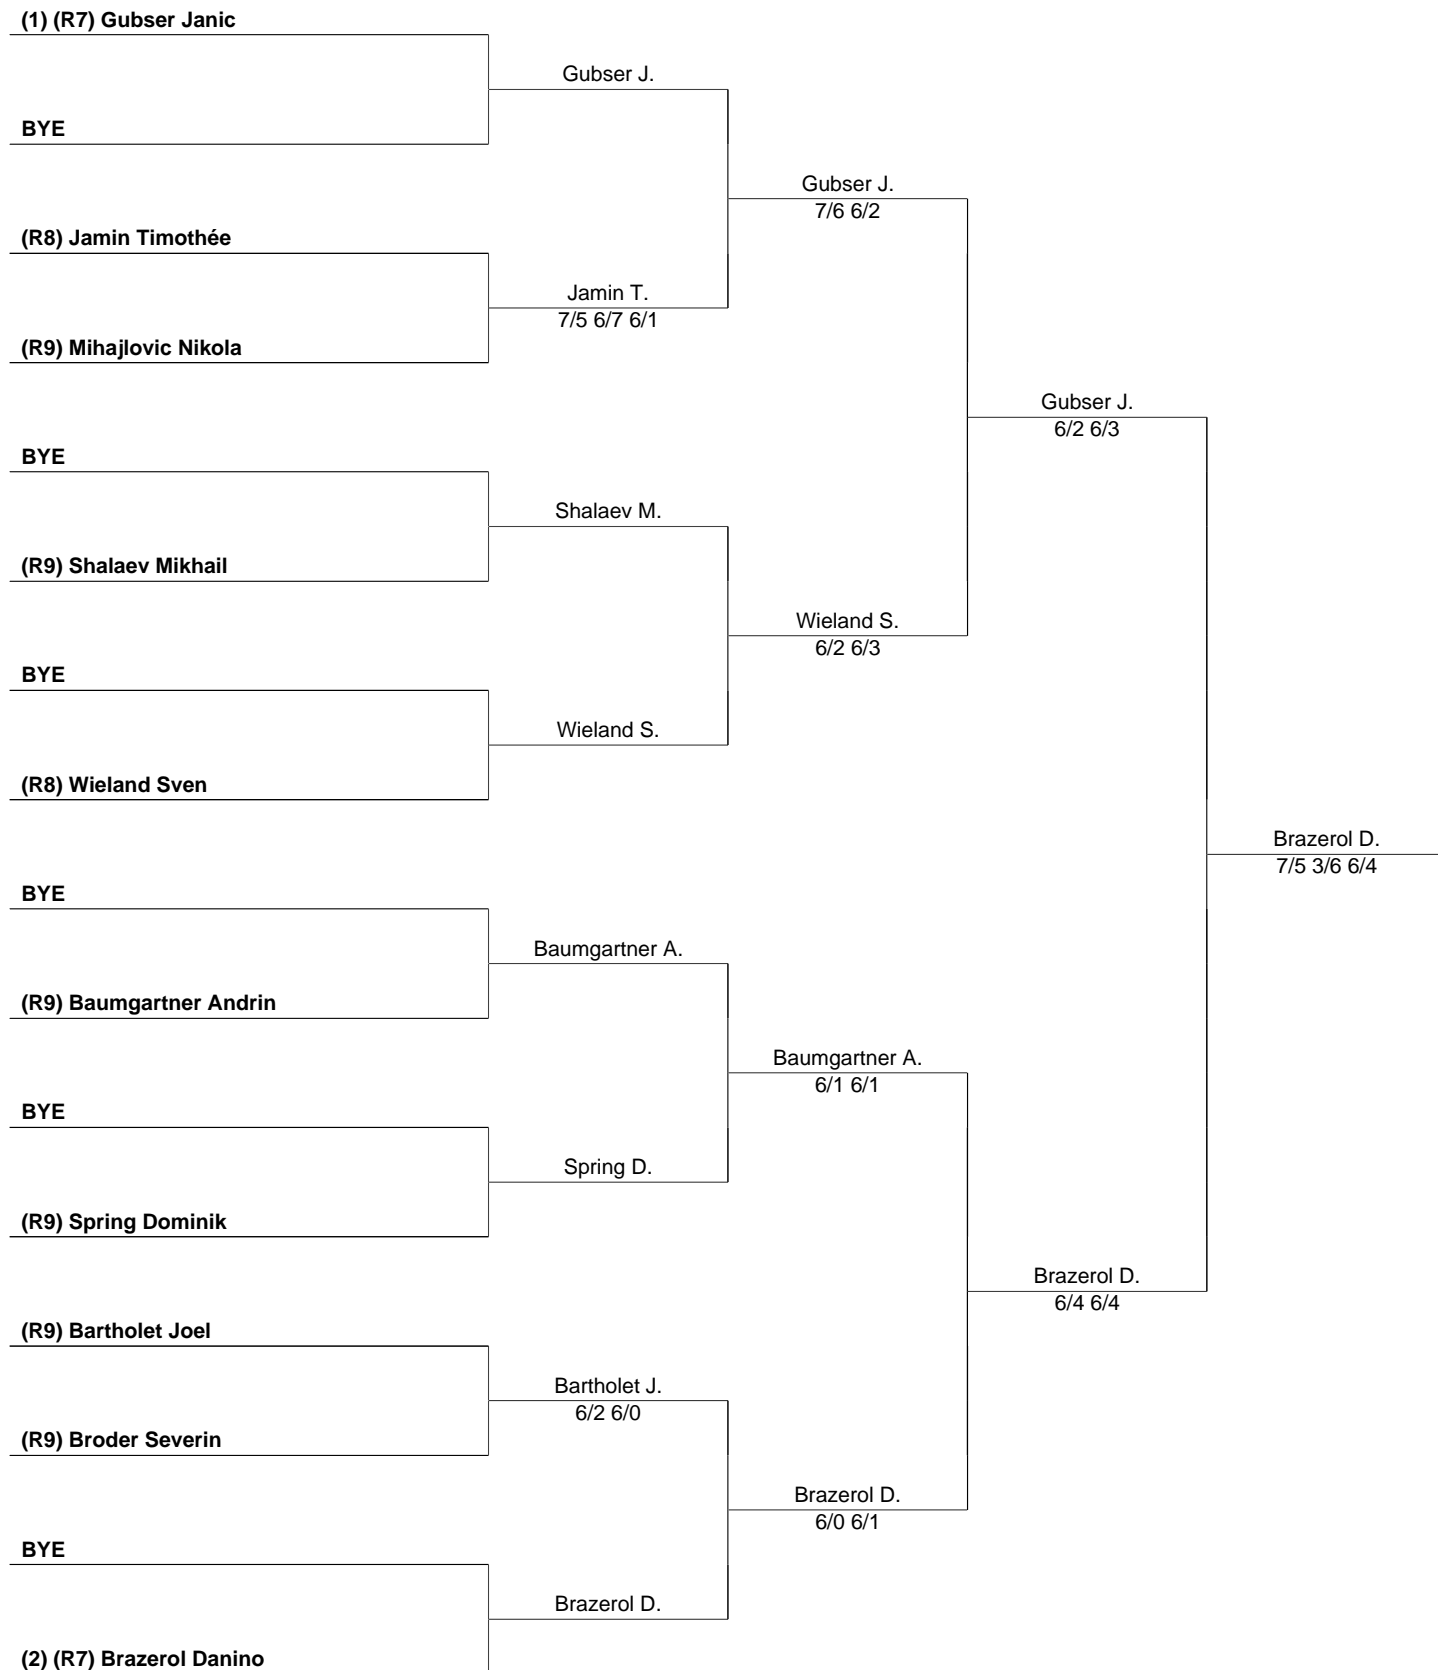 (1) (R7) Gubser Janic
Gubser J.
BYE
Gubser J.
7/6 6/2
(R8) Jamin Timothée
Jamin T.
7/5 6/7 6/1
(R9) Mihajlovic Nikola
Gubser J.
6/2 6/3
BYE
Shalaev M.
(R9) Shalaev Mikhail
Wieland S.
6/2 6/3
BYE
Wieland S.
(R8) Wieland Sven
Brazerol D.
7/5 3/6 6/4
BYE
Baumgartner A.
(R9) Baumgartner Andrin
Baumgartner A.
6/1 6/1
BYE
Spring D.
(R9) Spring Dominik
Brazerol D.
6/4 6/4
(R9) Bartholet Joel
Bartholet J.
6/2 6/0
(R9) Broder Severin
Brazerol D.
6/0 6/1
BYE
Brazerol D.
(2) (R7) Brazerol Danino